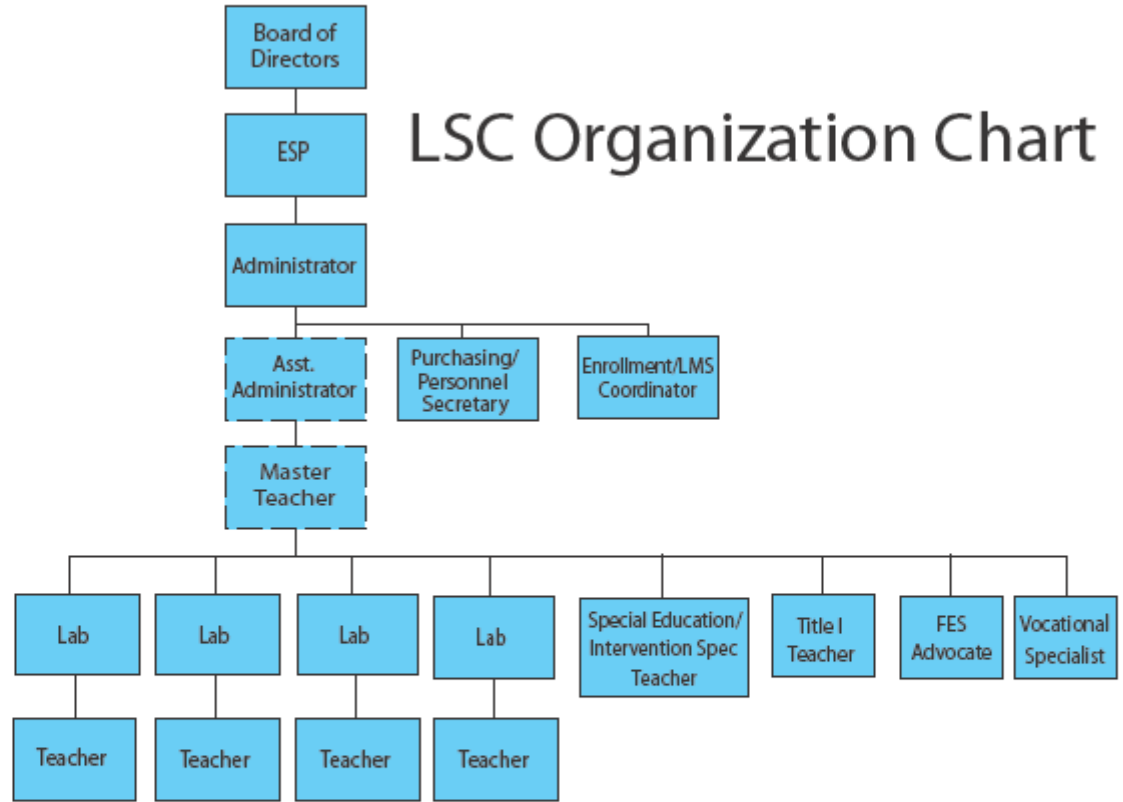 Board of
Directors
LSC Organization Chart
ESP
Administrator
Asst.
Administrator
Purchasing/
Personnel
Secretary
Enrollment/LMS
Coordinator
Master
Teacher
Lab
Lab
Lab
Lab
Special Education/
Intervention Spec
Teacher
Title I
Teacher
FES
Advocate
Vocational
Specialist
Teacher
Teacher
Teacher
Teacher